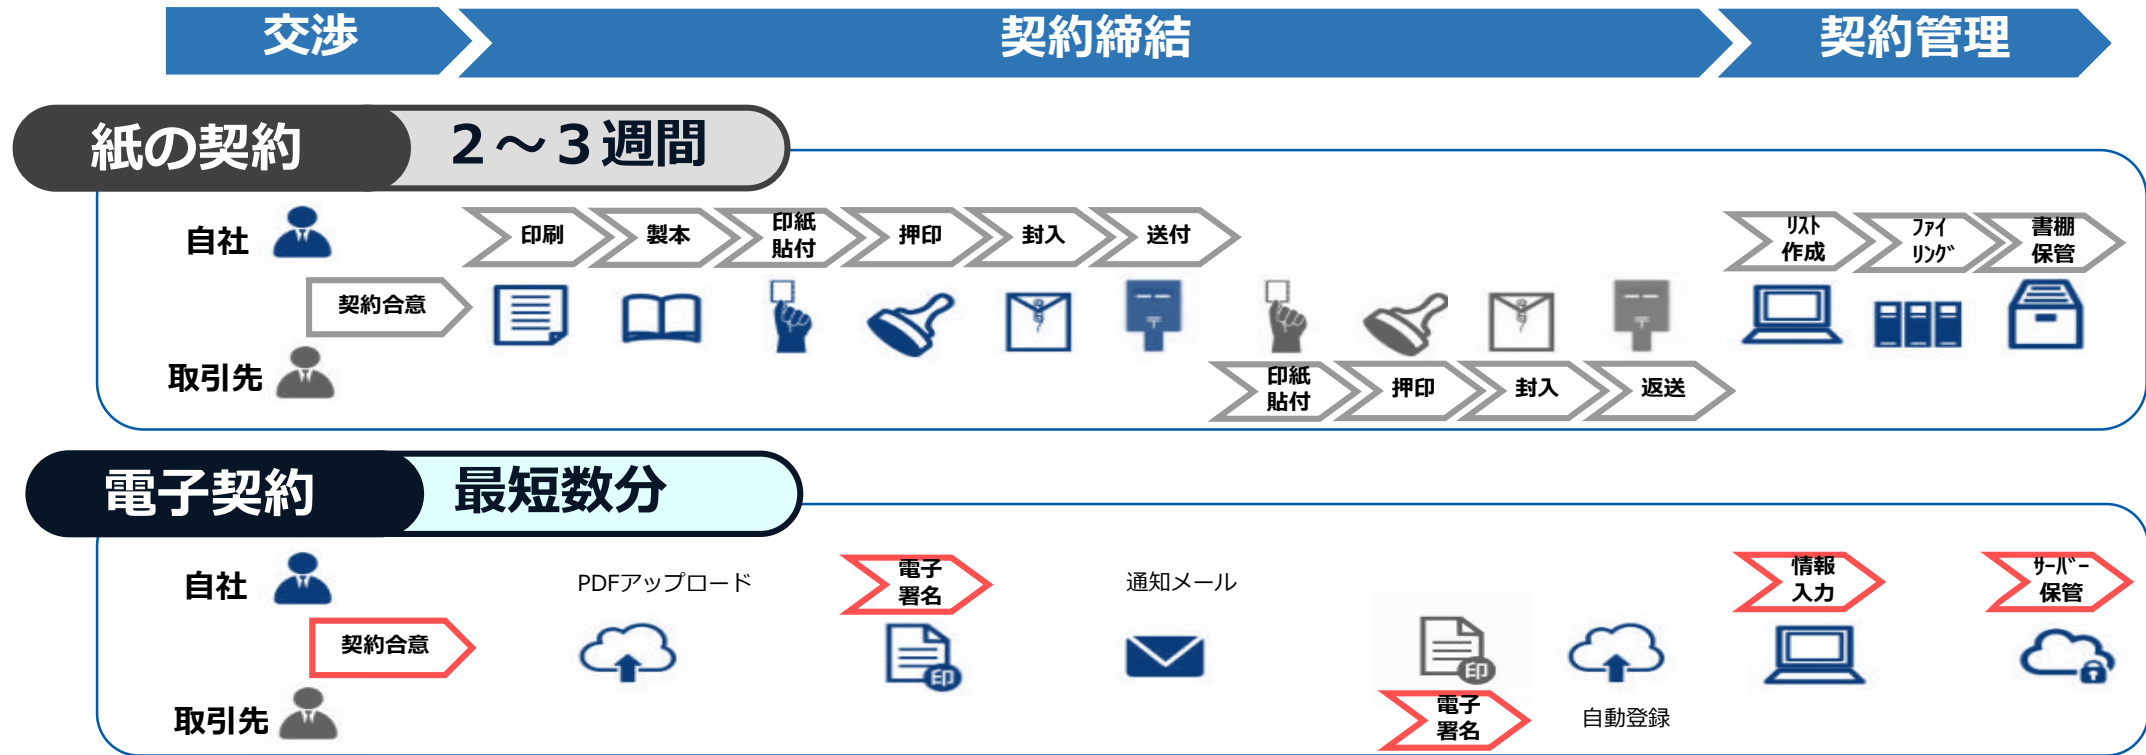 交渉
契約締結
契約管理
紙の契約
２～３週間
自社
印刷
製本
印紙
貼付
押印
封入
送付
ﾘｽﾄ
作成
ﾌｧｲ
ﾘﾝｸﾞ
書棚
保管
契約合意
取引先
印紙
貼付
押印
封入
返送
電子契約
最短数分
自社
PDFアップロード
電子
署名
通知メール
情報
入力
ｻｰﾊﾞｰ
保管
契約合意
印
印
取引先
電子
署名
自動登録